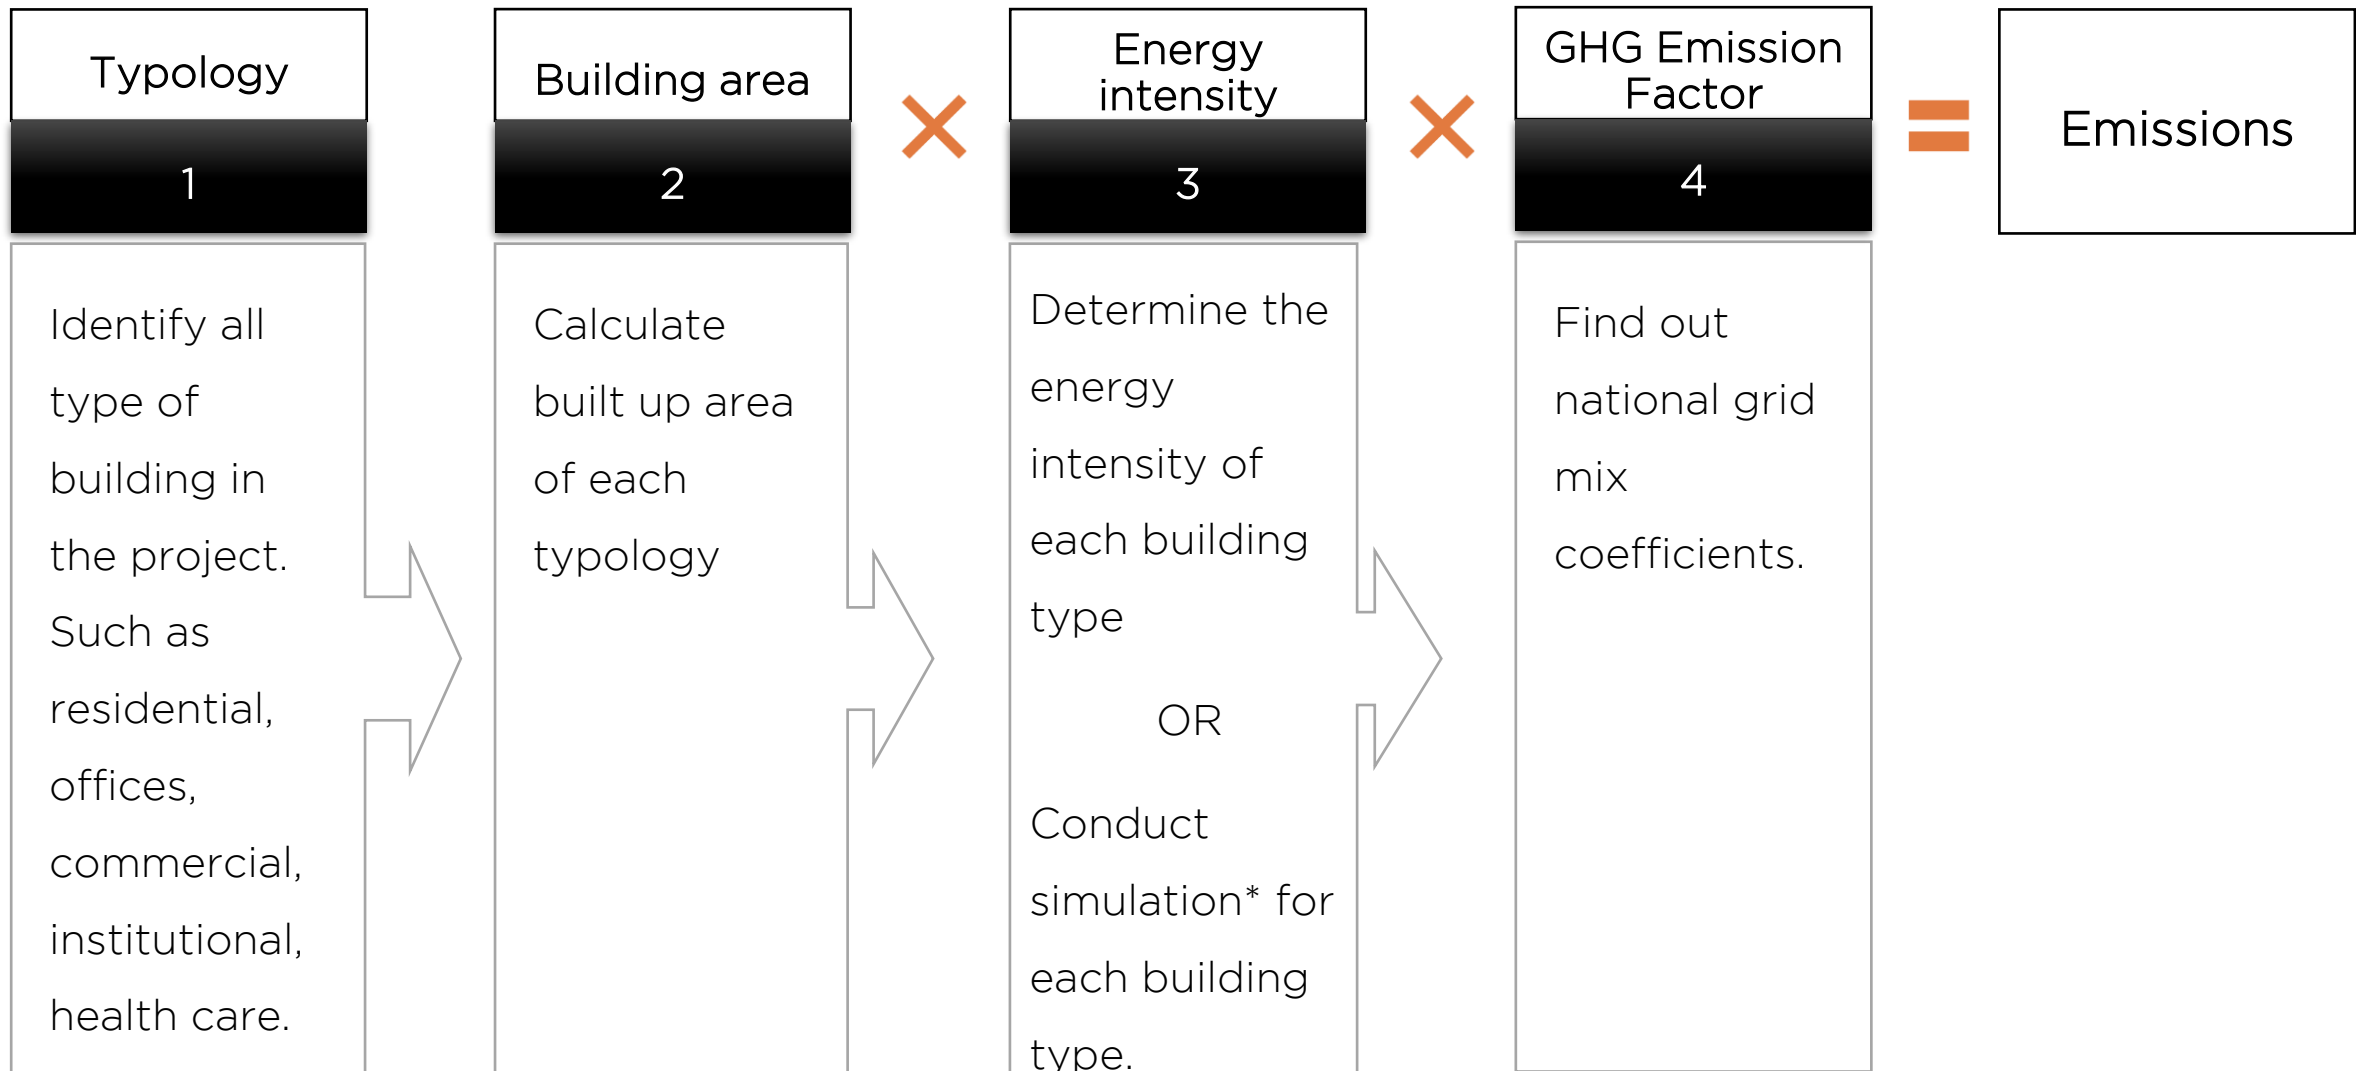 Typology
1
Identify all
type of
building in
the project.
Such as
residential,
offices,
commercial,
institutional,
health care.
Building area
2
Calculate
built up area
of each
typology
×
Energy
intensity
3
Determine the
energy
intensity of
each building
type
OR
Conduct
simulation* for
each building
type.
×
GHG Emission
Factor
4
Find out
national grid
mix
coefficients.
=
Emissions